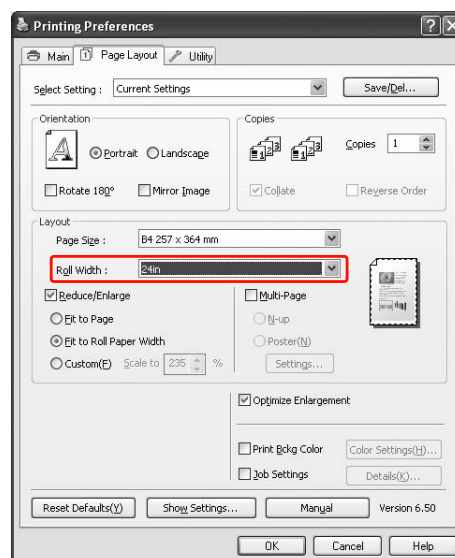 Printing Preferences
Main Page Layout Utility
Select Setting : Current Settings Save/Del...
Orientation Copies
Portrait Landscape Copies 1
Rotate 180° Mirror Image Collate Reverse Order
Layout
Page Size : B4 257 x 364 mm
Roll Width : 24in
Reduce/Enlarge Multi-Page
Fit to Page N-up
Fit to Roll Paper Width Poster(N)
Custom(F) Scale to 235 % Settings...
Optimize Enlargement
Print Bckg Color Color Settings(H)...
Job Settings Details(K)...
Reset Defaults(Y) Show Settings... Manual Version 6.50
OK Cancel Help